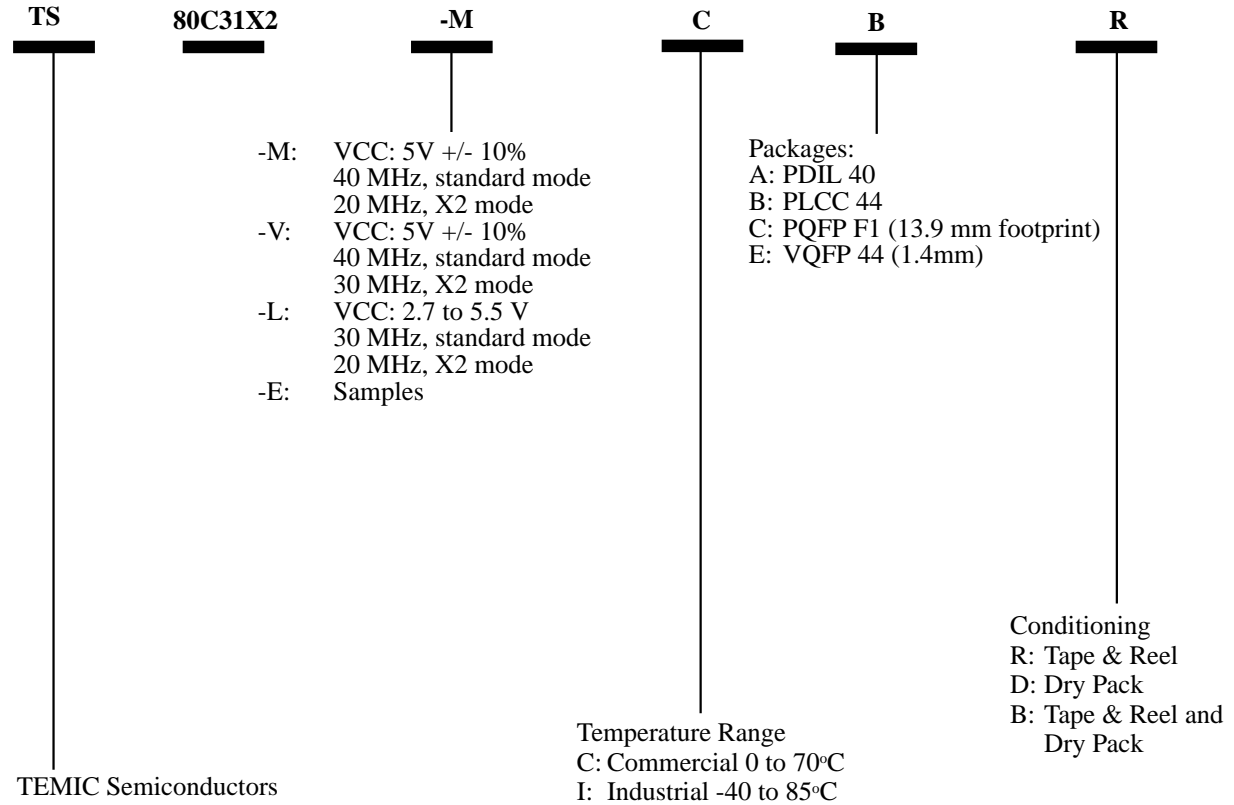 TS 80C31X2 -M C B R
-M: VCC: 5V +/- 10%
40 MHz, standard mode
20 MHz, X2 mode
-V: VCC: 5V +/- 10%
40 MHz, standard mode
30 MHz, X2 mode
-L: VCC: 2.7 to 5.5 V
30 MHz, standard mode
20 MHz, X2 mode
-E: Samples
Packages:
A: PDIL 40
B: PLCC 44
C: PQFP F1 (13.9 mm footprint)
E: VQFP 44 (1.4mm)
Conditioning
R: Tape & Reel
D: Dry Pack
B: Tape & Reel and
Dry Pack
Temperature Range
C: Commercial 0 to 70°C
I: Industrial -40 to 85°C
TEMIC Semiconductors